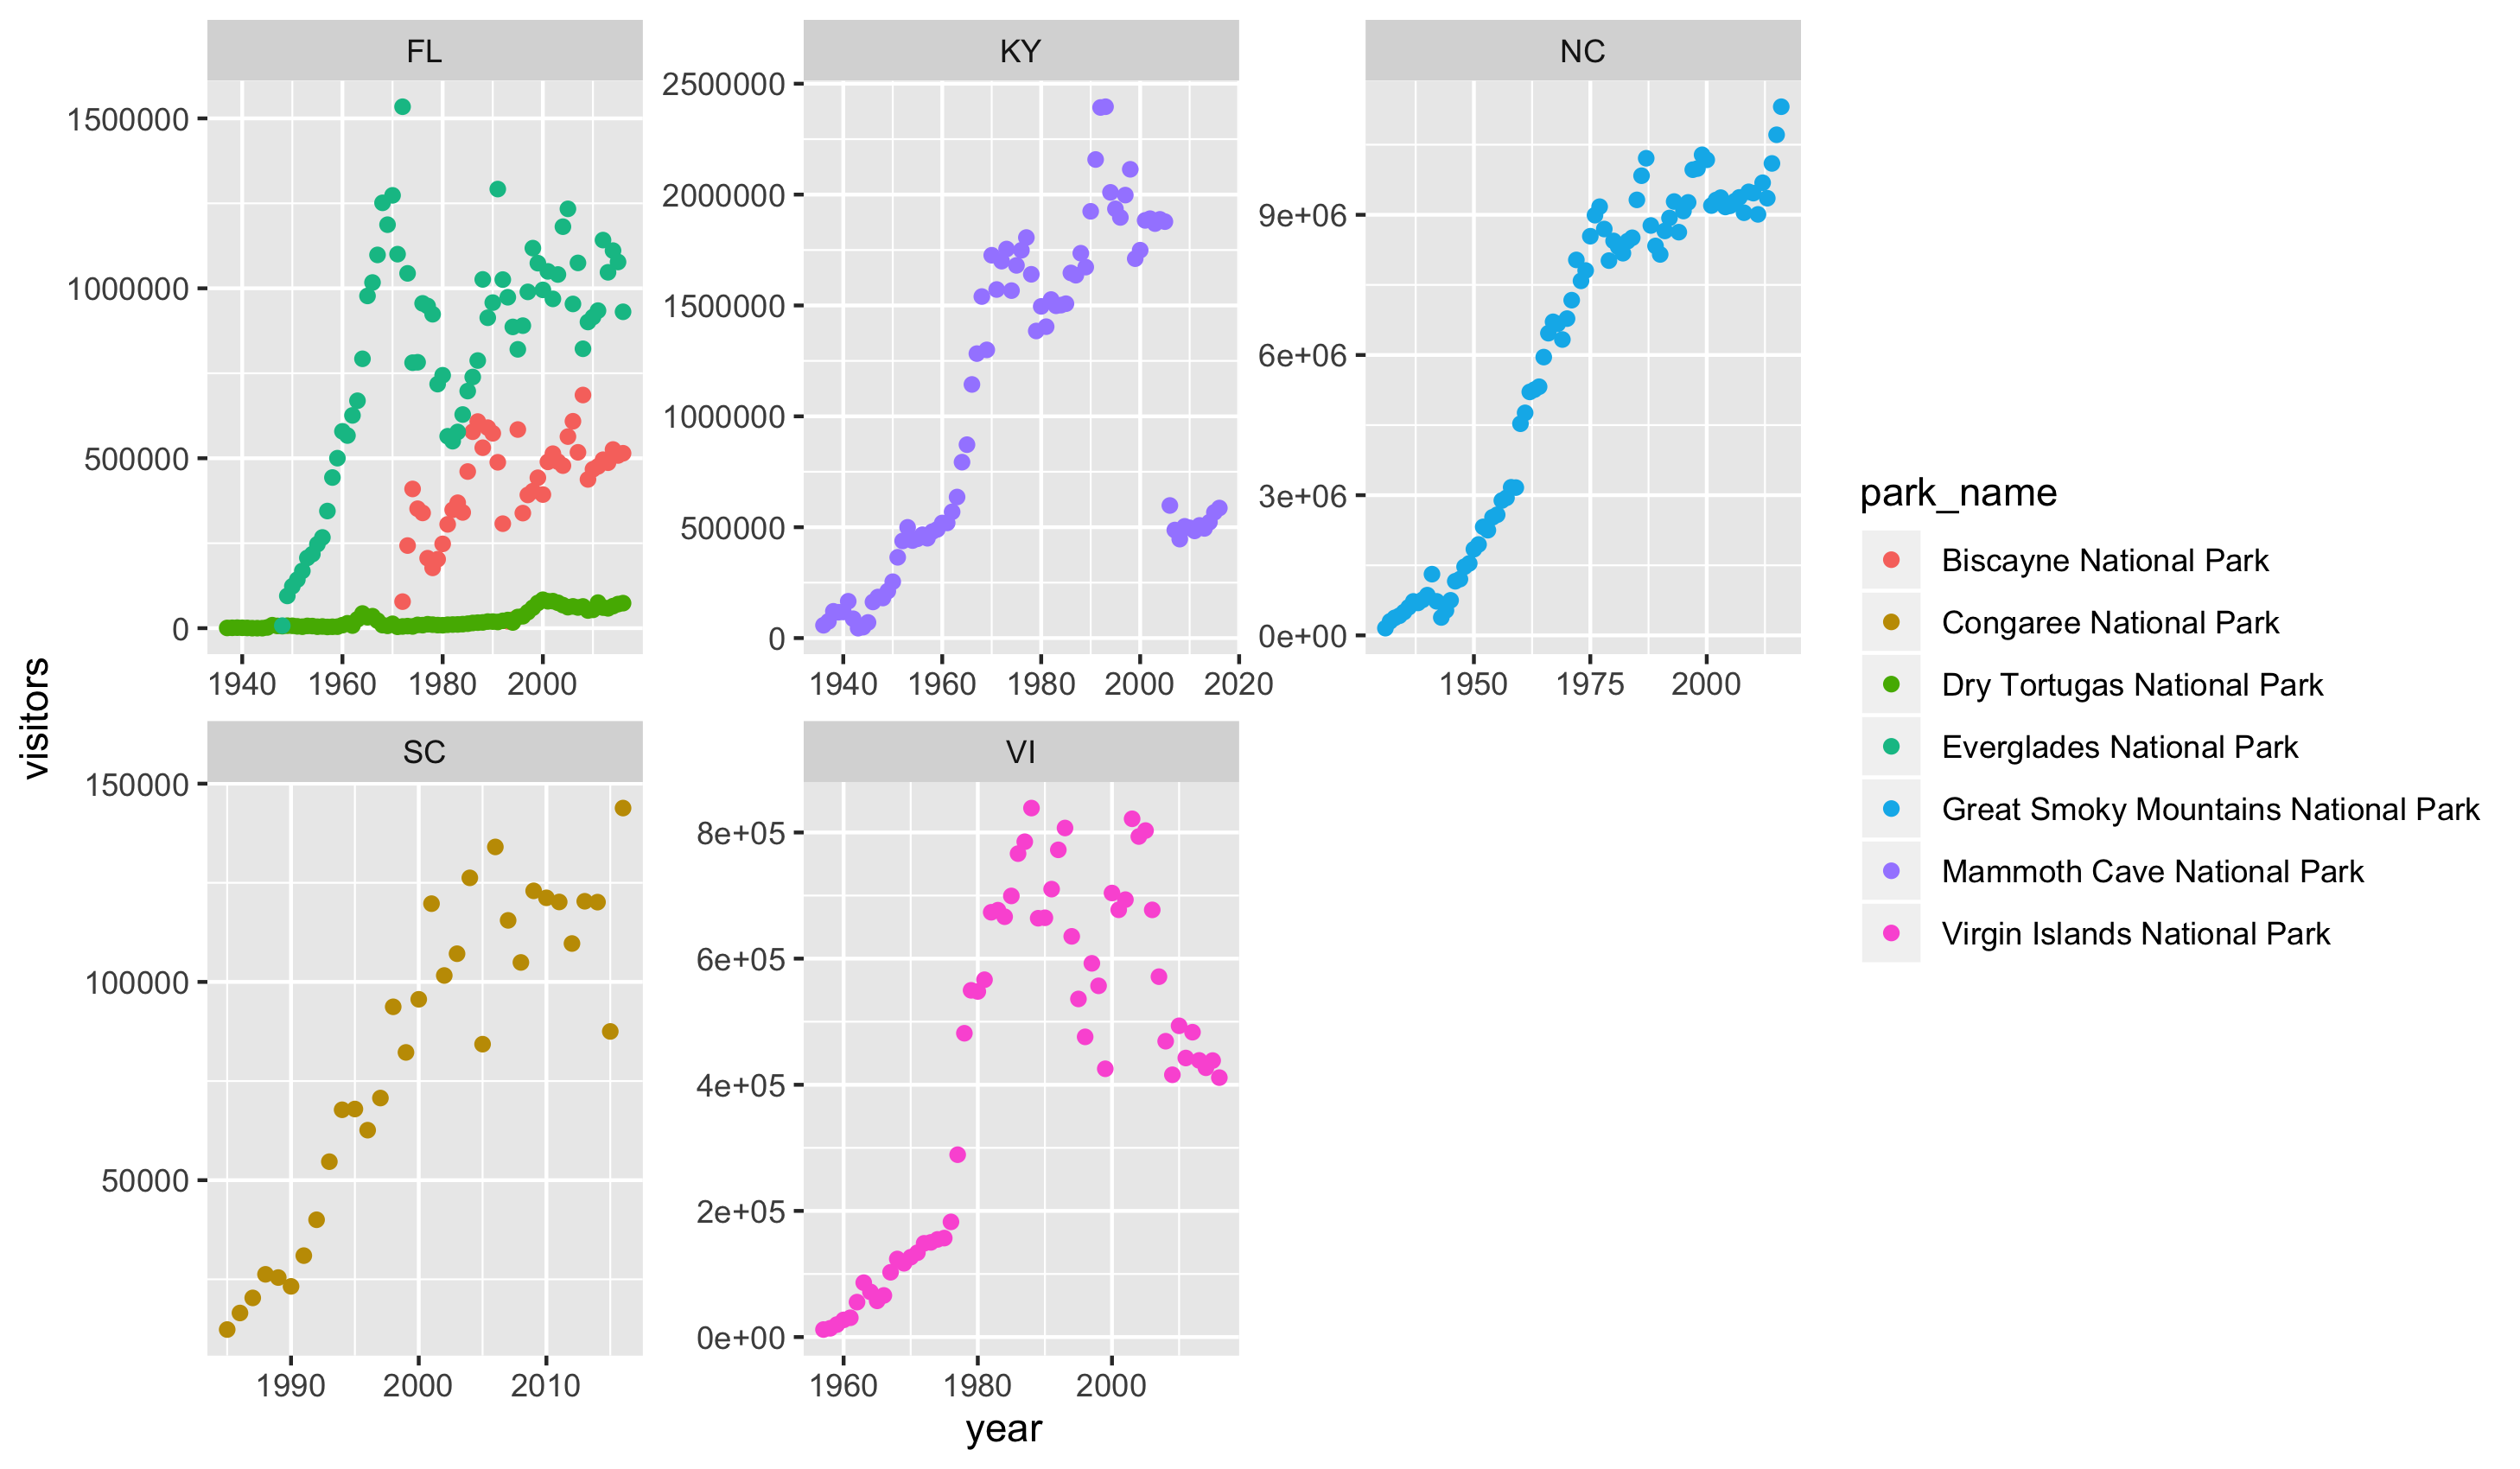 FL
KY
NC
1500000
1000000
500000
0
1940 1960 1980 2000
2500000
2000000
1500000
1000000
500000
0
1940 1960 1980 2000 2020
9e+06
6e+06
3e+06
0e+00
1950 1975 2000
SC
VI
150000
100000
50000
1990 2000 2010
8e+05
6e+05
4e+05
2e+05
0e+00
1960 1980 2000
visitors
year
park_name
Biscayne National Park
Congaree National Park
Dry Tortugas National Park
Everglades National Park
Great Smoky Mountains National Park
Mammoth Cave National Park
Virgin Islands National Park